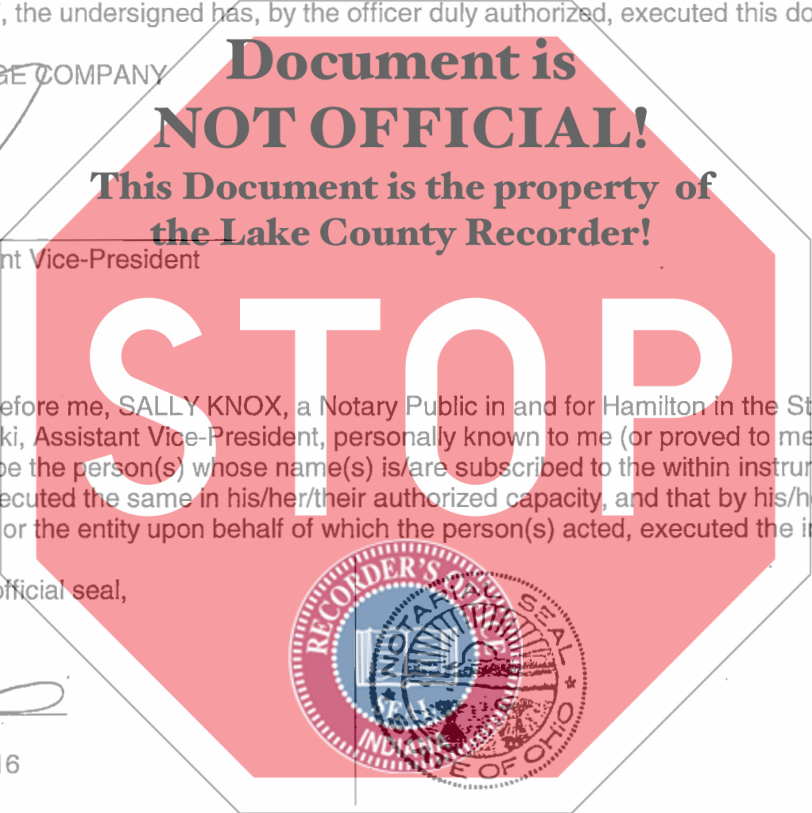 , the undersigned has, by the officer duly authorized, executed this do
GE COMPANY
Document is
NOT OFFICIAL!
This Document is the property of
the Lake County Recorder!
nt Vice-President
STOP
efore me, SALLY KNOX, a Notary Public in and for Hamilton in the St
ki, Assistant Vice-President, personally known to me (or proved to me
be the person(s) whose name(s) is/are subscribed to the within instru
ecuted the same in his/her/their authorized capacity, and that by his/h
or the entity upon behalf of which the person(s) acted, executed the i
official seal,
RECORDER'S
SEAL
INDIANA
NOTARIAL SEAL
OF OHIO
16